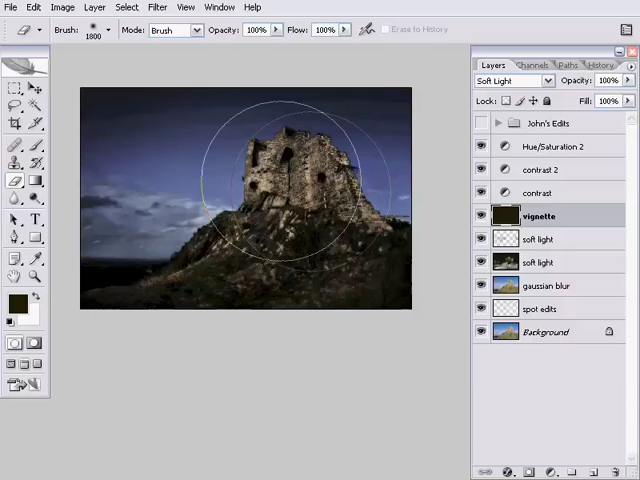 File Edit Image Layer Select Filter View Window Help
Brush: 1800 Mode: Brush Opacity: 100% Flow: 100% Erase to History
Layers Channels Paths History
Soft Light Opacity: 100%
Lock: Fill: 100%
John's Edits
Hue/Saturation 2
contrast 2
contrast
vignette
soft light
soft light
gaussian blur
spot edits
Background
T